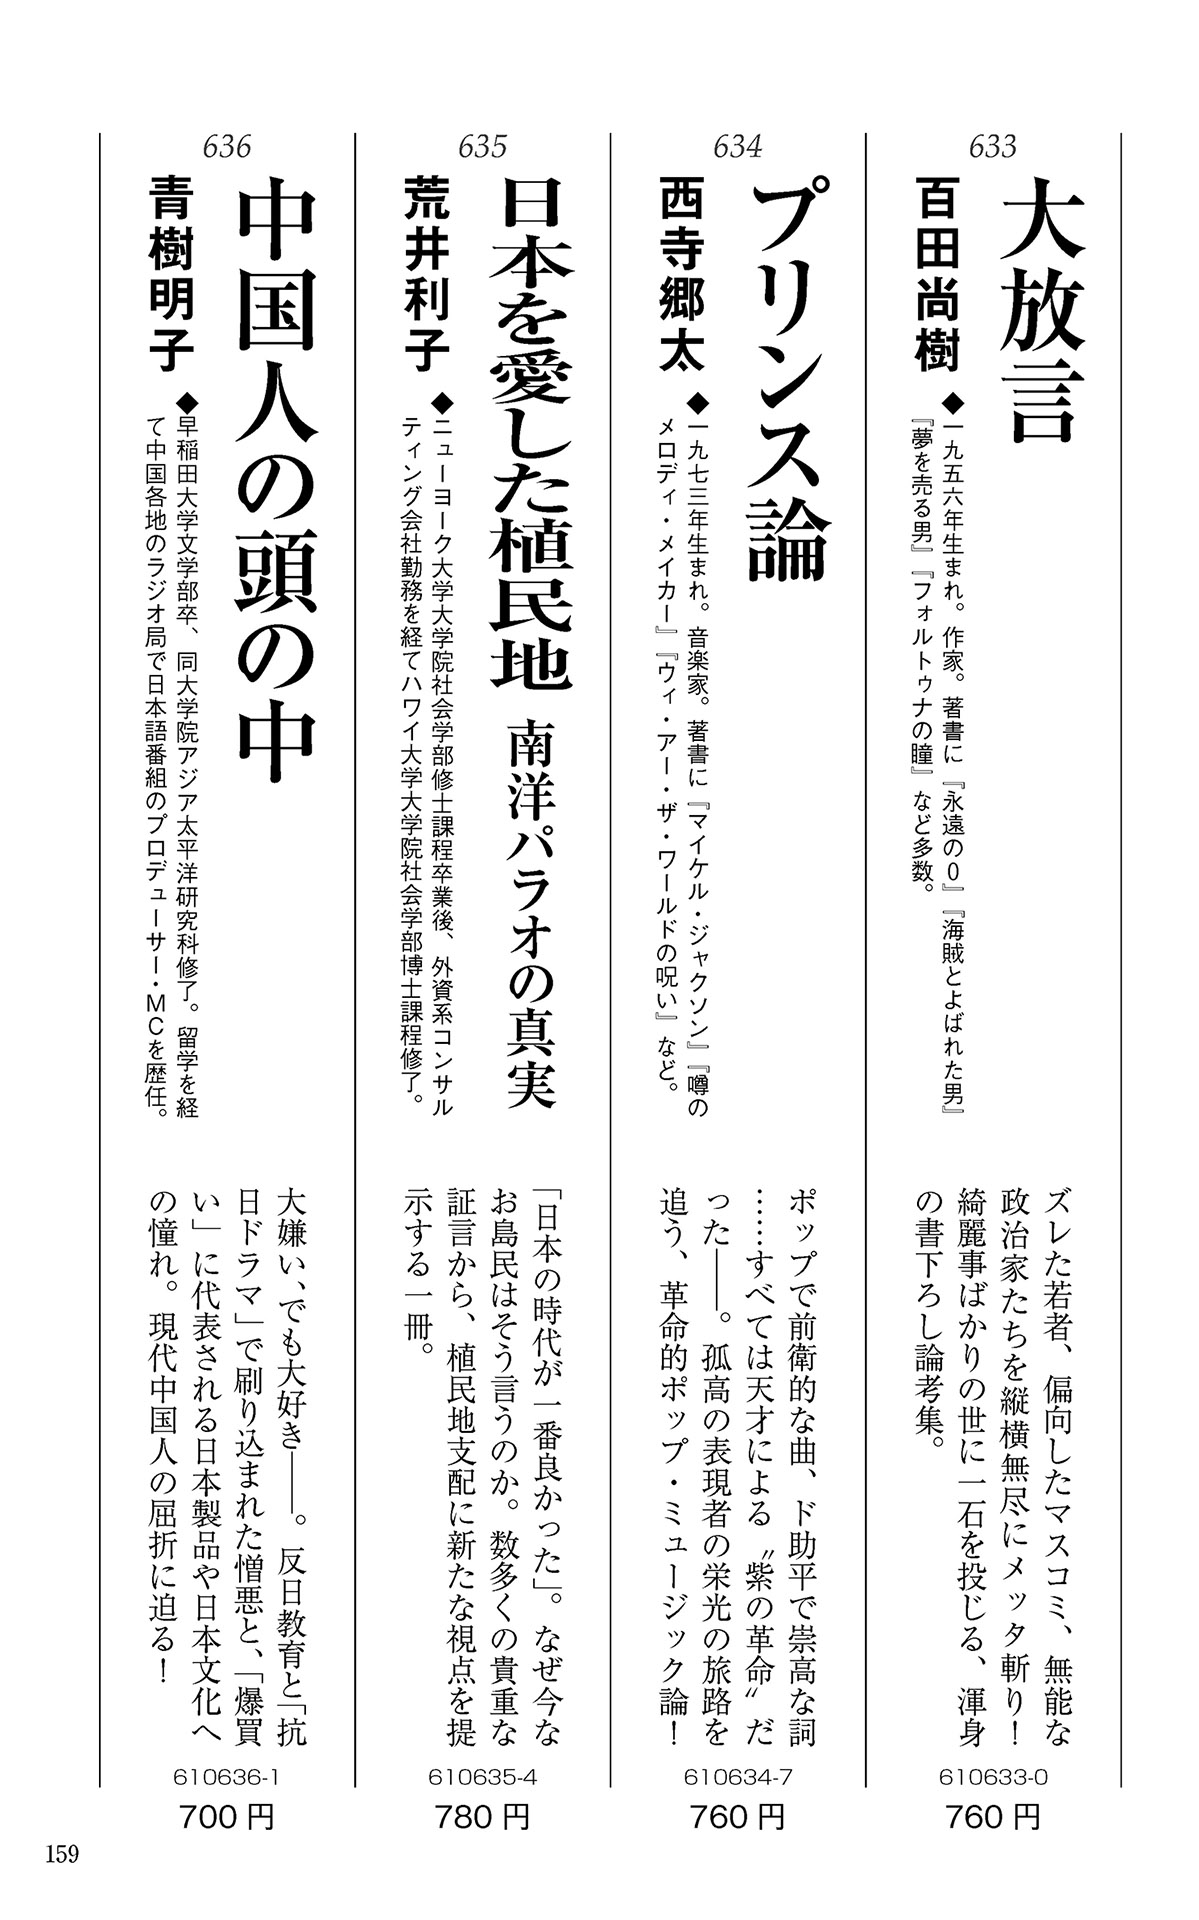 633
大放言
百田尚樹
◆一九五六年生まれ。作家。著書に『永遠の0』『海賊とよばれた男』
『夢を売る男』『フォルトゥナの瞳』など多数。
ズレた若者、偏向したマスコミ、無能な
政治家たちを縦横無尽にメッタ斬り!
綺麗事ばかりの世に一石を投じる、渾身
の書下ろし論考集。
610633-0
760円
634
プリンス論
西寺郷太
◆一九七三年生まれ。音楽家。著書に『マイケル・ジャクソン』『噂の
メロディ・メイカー』『ウィ・アー・ザ・ワールドの呪い』など。
ポップで前衛的な曲、ド助平で崇高な詞
……すべては天才による〝紫の革命〟だ
った――。孤高の表現者の栄光の旅路を
追う、革命的ポップ・ミュージック論!
610634-7
760円
635
日本を愛した植民地 南洋パラオの真実
荒井利子
◆ニューヨーク大学大学院社会学部修士課程卒業後、外資系コンサル
ティング会社勤務を経てハワイ大学大学院社会学部博士課程修了。
「日本の時代が一番良かった」。なぜ今な
お島民はそう言うのか。数多くの貴重な
証言から、植民地支配に新たな視点を提
示する一冊。
610635-4
780円
636
中国人の頭の中
青樹明子
◆早稲田大学文学部卒、同大学院アジア太平洋研究科修了。留学を経
て中国各地のラジオ局で日本語番組のプロデューサー・MCを歴任。
大嫌い、でも大好き――。反日教育と「抗
日ドラマ」で刷り込まれた憎悪と、「爆買
い」に代表される日本製品や日本文化へ
の憧れ。現代中国人の屈折に迫る!
610636-1
700円
159